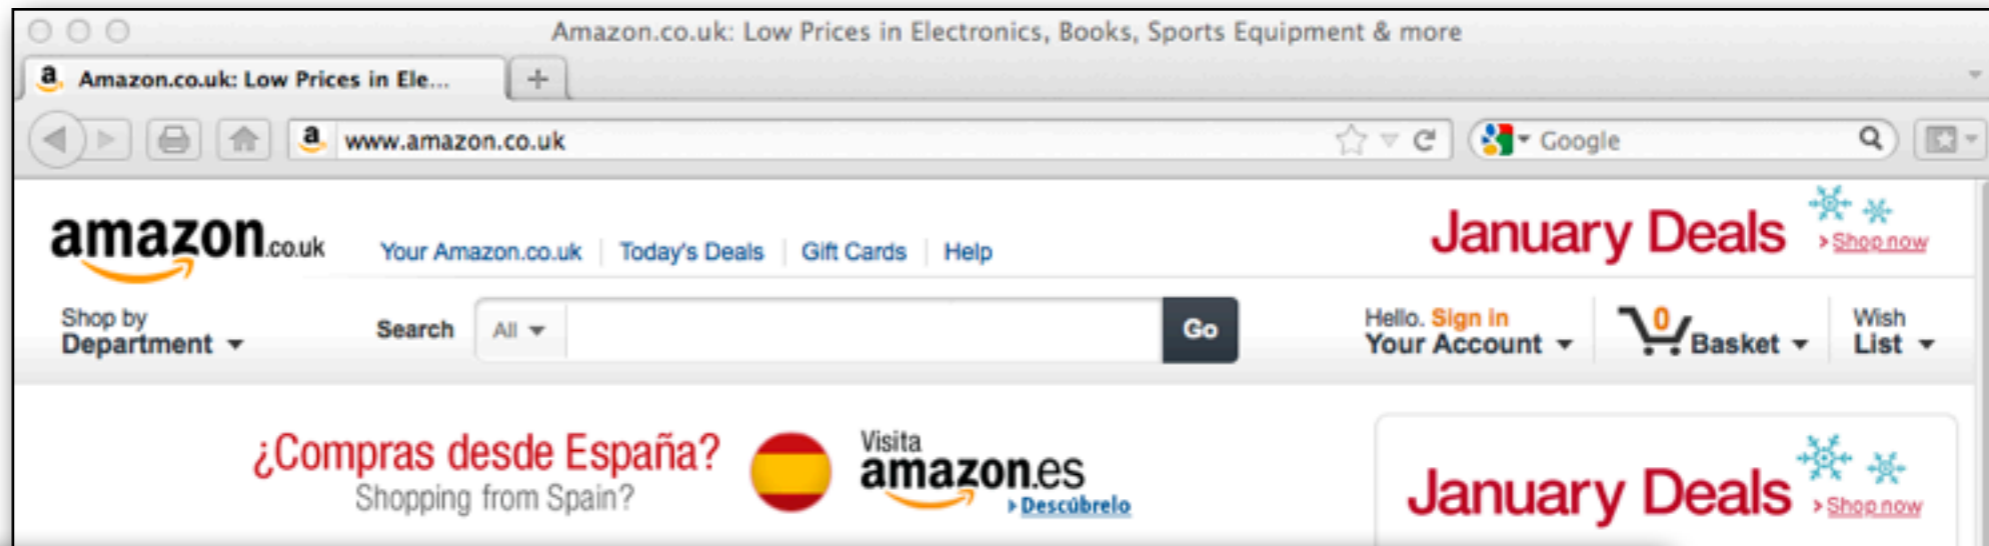 Amazon.co.uk: Low Prices in Electronics, Books, Sports Equipment & more
a Amazon.co.uk: Low Prices in Ele... +
a www.amazon.co.uk Google
amazon.co.uk Your Amazon.co.uk Today's Deals Gift Cards Help January Deals Shop now
Shop by
Department
Search All Go
Hello. Sign in
Your Account
0 Basket
Wish
List
¿Compras desde España?
Shopping from Spain?
Visita
amazon.es
Descúbrelo
January Deals Shop now